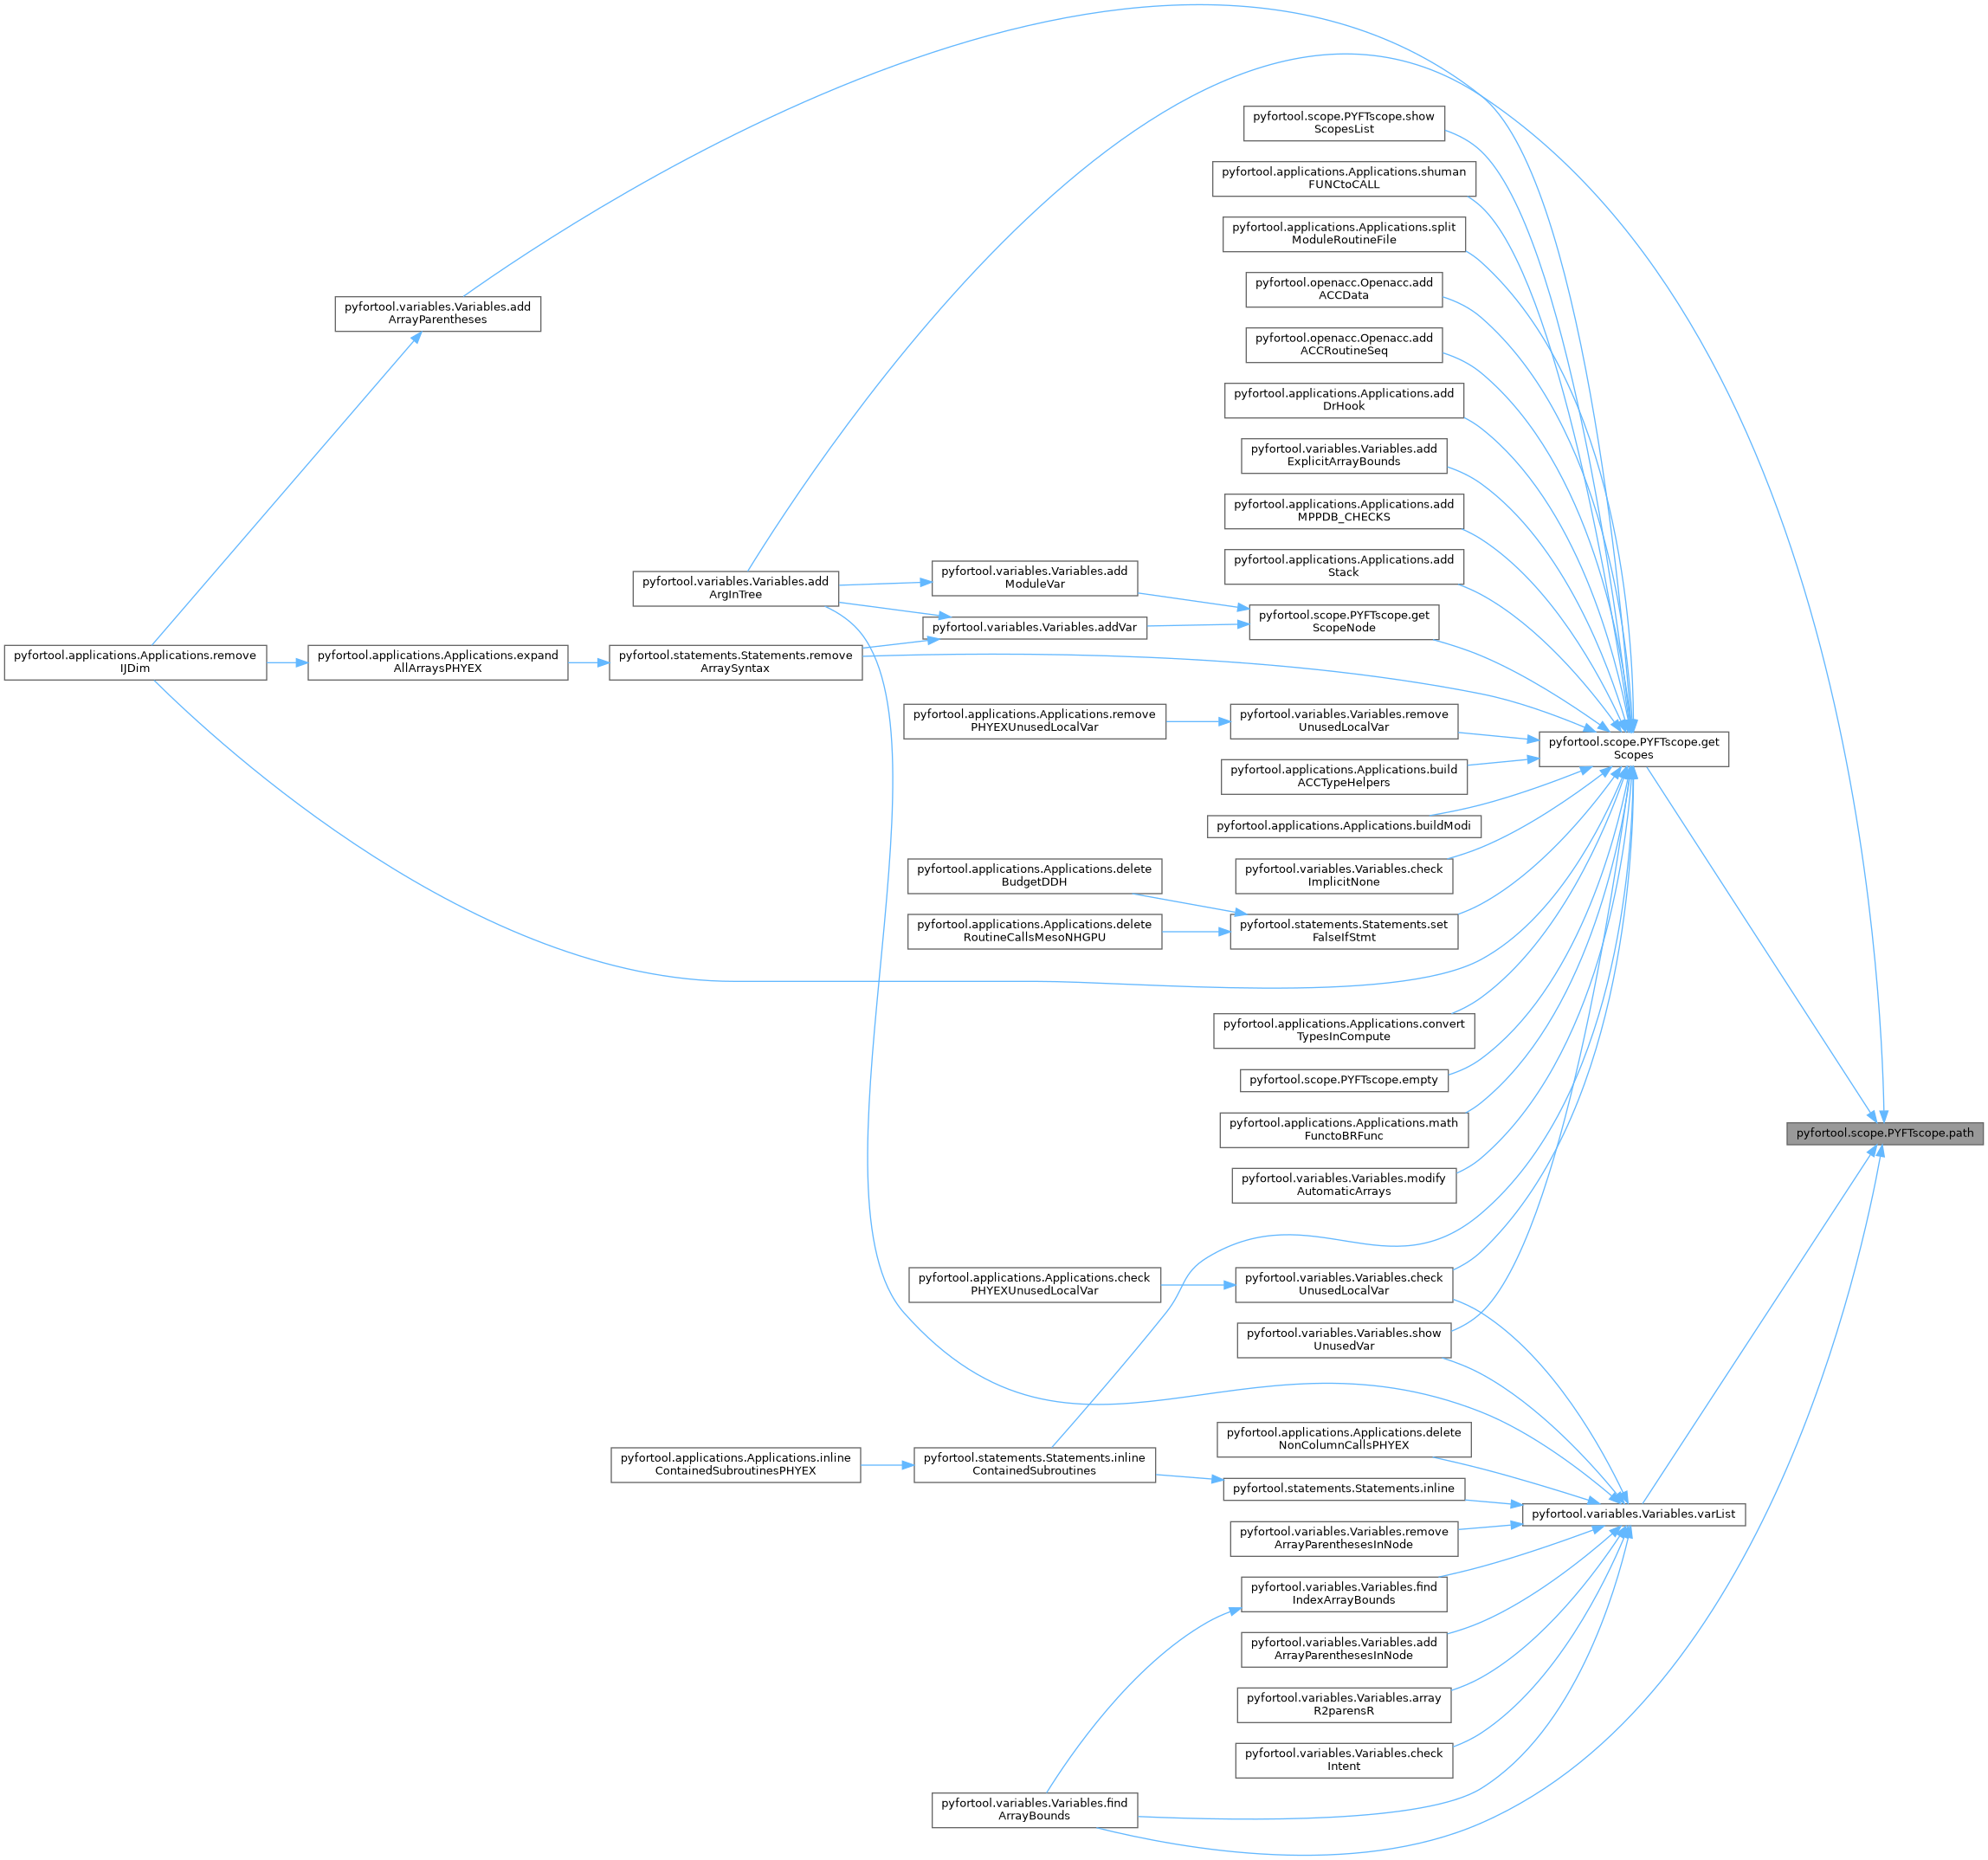 pyfortool.scope.PYFTscope.show
ScopesList
pyfortool.applications.Applications.shuman
FUNCtoCALL
pyfortool.applications.Applications.split
ModuleRoutineFile
pyfortool.openacc.Openacc.add
ACCData
pyfortool.variables.Variables.add
ArrayParentheses
pyfortool.openacc.Openacc.add
ACCRoutineSeq
pyfortool.applications.Applications.add
DrHook
pyfortool.variables.Variables.add
ExplicitArrayBounds
pyfortool.applications.Applications.add
MPPDB_CHECKS
pyfortool.applications.Applications.add
Stack
pyfortool.variables.Variables.add
ArgInTree
pyfortool.variables.Variables.add
ModuleVar
pyfortool.variables.Variables.addVar
pyfortool.scope.PYFTscope.get
ScopeNode
pyfortool.applications.Applications.remove
IJDim
pyfortool.applications.Applications.expand
AllArraysPHYEX
pyfortool.statements.Statements.remove
ArraySyntax
pyfortool.applications.Applications.remove
PHYEXUnusedLocalVar
pyfortool.variables.Variables.remove
UnusedLocalVar
pyfortool.scope.PYFTscope.get
Scopes
pyfortool.applications.Applications.build
ACCTypeHelpers
pyfortool.applications.Applications.buildModi
pyfortool.variables.Variables.check
ImplicitNone
pyfortool.applications.Applications.delete
BudgetDDH
pyfortool.applications.Applications.delete
RoutineCallsMesoNHGPU
pyfortool.statements.Statements.set
FalseIfStmt
pyfortool.applications.Applications.convert
TypesInCompute
pyfortool.scope.PYFTscope.empty
pyfortool.applications.Applications.math
FunctoBRFunc
pyfortool.scope.PYFTscope.path
pyfortool.variables.Variables.modify
AutomaticArrays
pyfortool.applications.Applications.check
PHYEXUnusedLocalVar
pyfortool.variables.Variables.check
UnusedLocalVar
pyfortool.variables.Variables.show
UnusedVar
pyfortool.applications.Applications.delete
NonColumnCallsPHYEX
pyfortool.applications.Applications.inline
ContainedSubroutinesPHYEX
pyfortool.statements.Statements.inline
ContainedSubroutines
pyfortool.statements.Statements.inline
pyfortool.variables.Variables.varList
pyfortool.variables.Variables.remove
ArrayParenthesesInNode
pyfortool.variables.Variables.find
IndexArrayBounds
pyfortool.variables.Variables.add
ArrayParenthesesInNode
pyfortool.variables.Variables.array
R2parensR
pyfortool.variables.Variables.check
Intent
pyfortool.variables.Variables.find
ArrayBounds